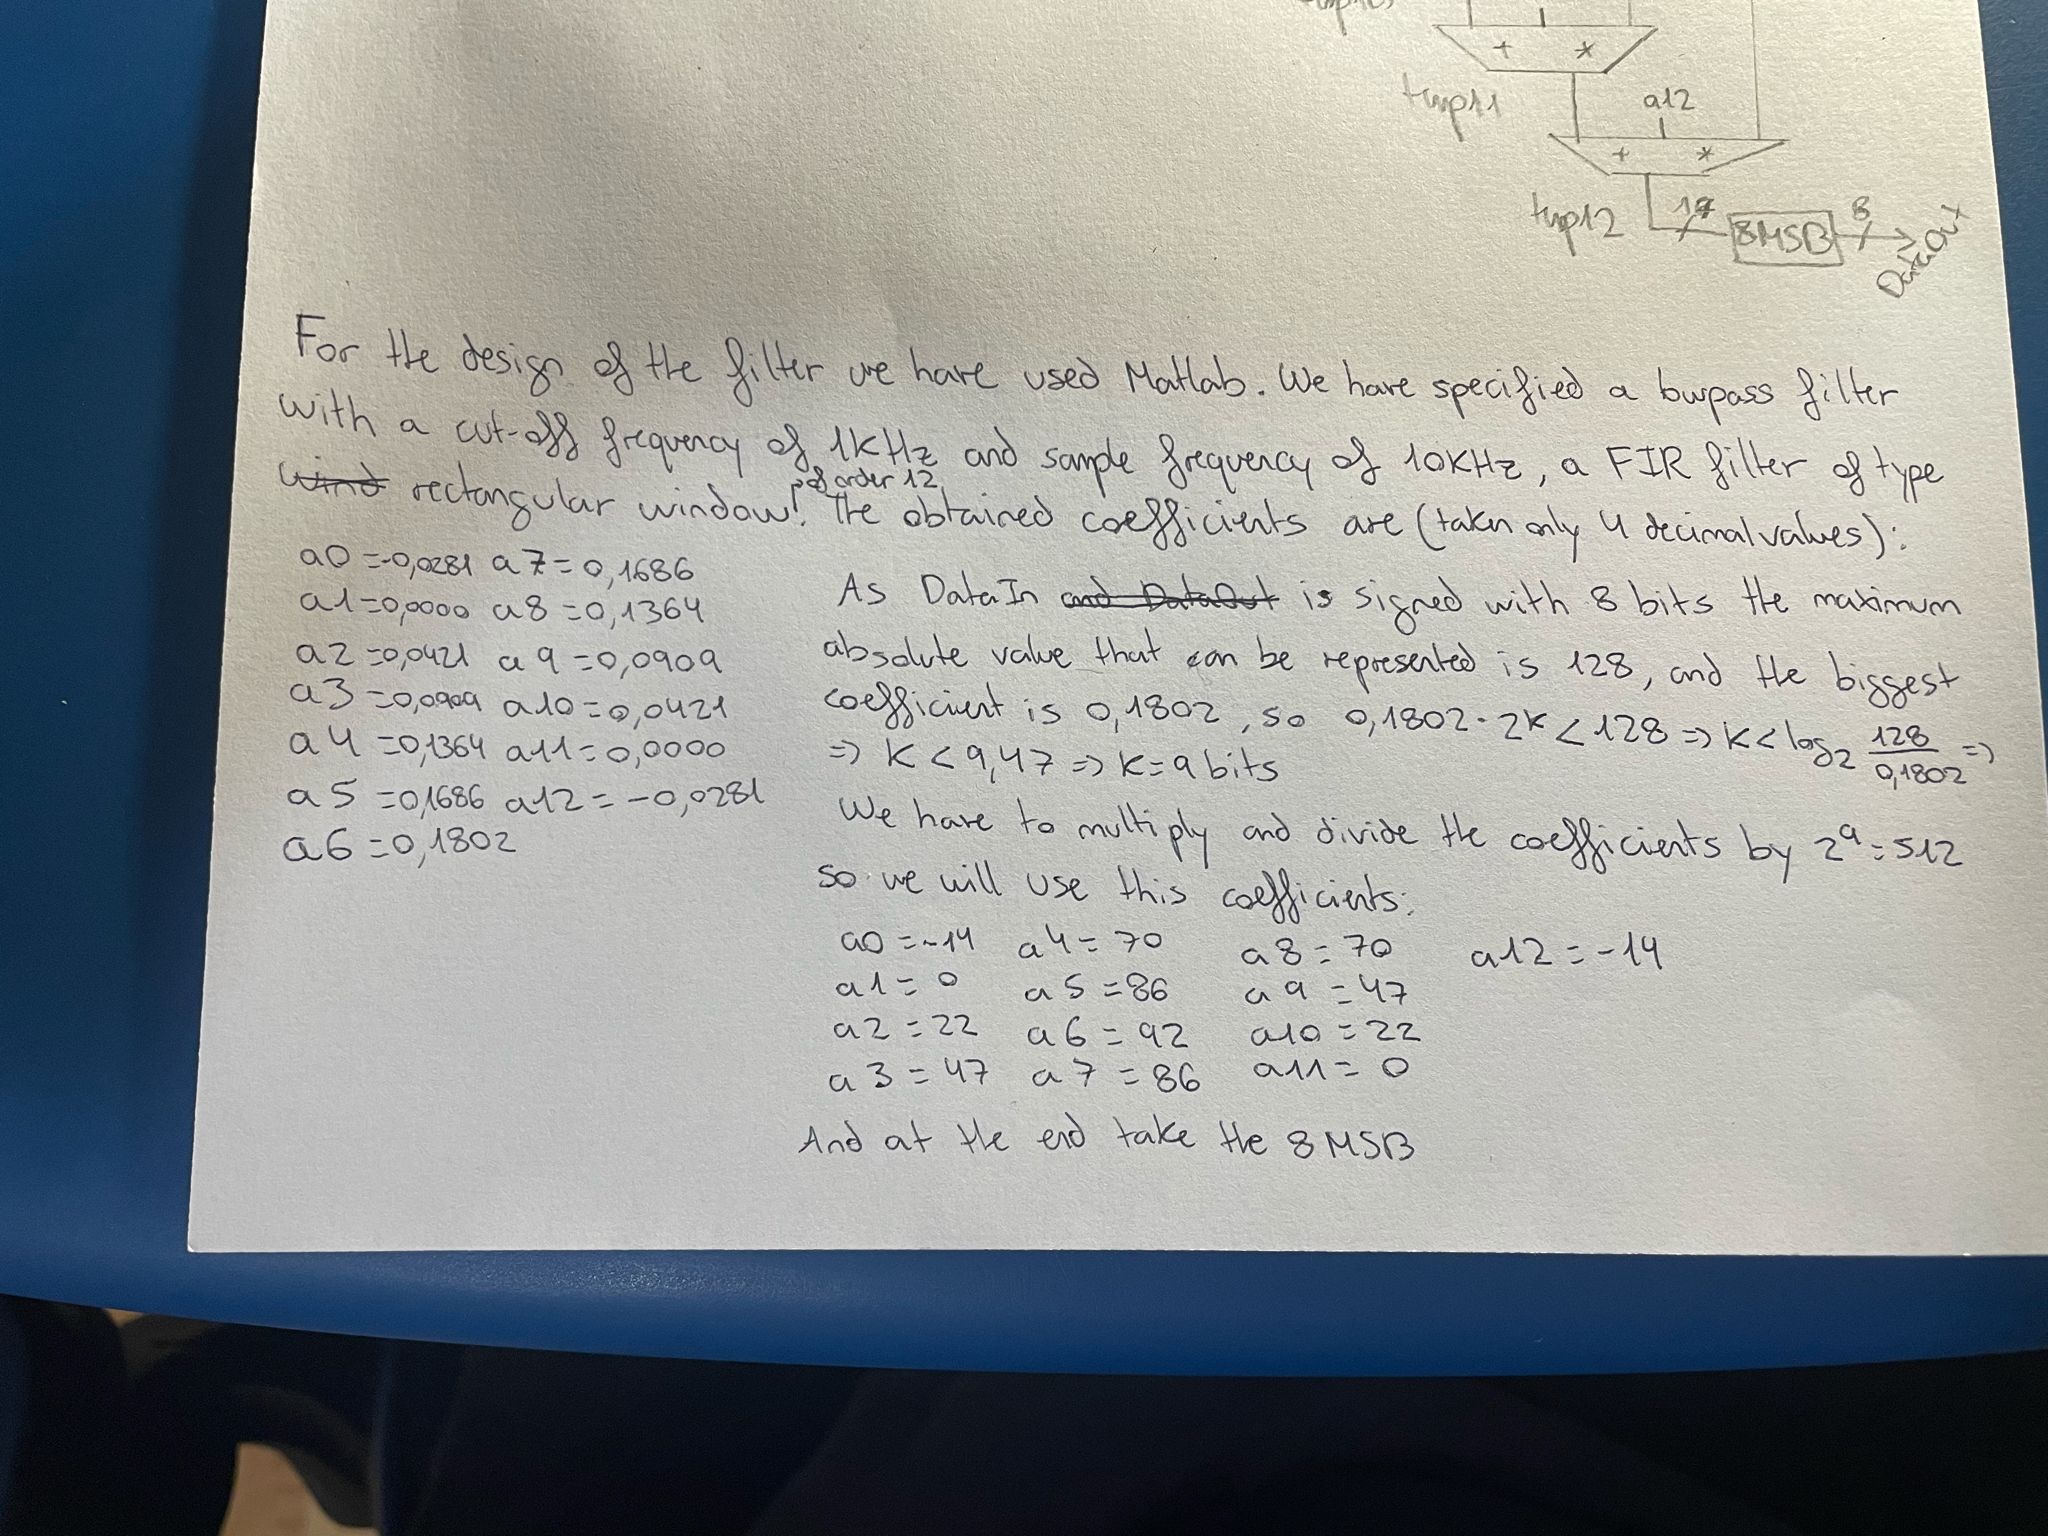 + *
tmp11
a12
+ *
tmp12
17
8MSB
8
DataOut
For the design of the filter we have used Matlab. We have specified a lowpass filter
with a cut-off frequency of 1KHz and sample frequency of 10KHz, a FIR filter of type
wind rectangular window, of order 12. The obtained coefficients are (taken only 4 decimal values):
a0=-0,0281 a7=0,1686
a1=0,0000 a8=0,1364
a2=0,0421 a9=0,0909
a3=0,0909 a10=0,0421
a4=0,1364 a11=0,0000
a5=0,1686 a12=-0,0281
a6=0,1802
As DataIn and DataOut is signed with 8 bits the maximum
absolute value that can be represented is 128, and the biggest
coefficient is 0,1802, so 0,1802·2^k<128 => K<log2 128/0,1802 =>
=> K<9,47 => K=9 bits
We have to multiply and divide the coefficients by 2^9=512
so we will use this coefficients:
a0=-14 a4=70 a8=70 a12=-14
a1=0 a5=86 a9=47
a2=22 a6=92 a10=22
a3=47 a7=86 a11=0
And at the end take the 8MSB